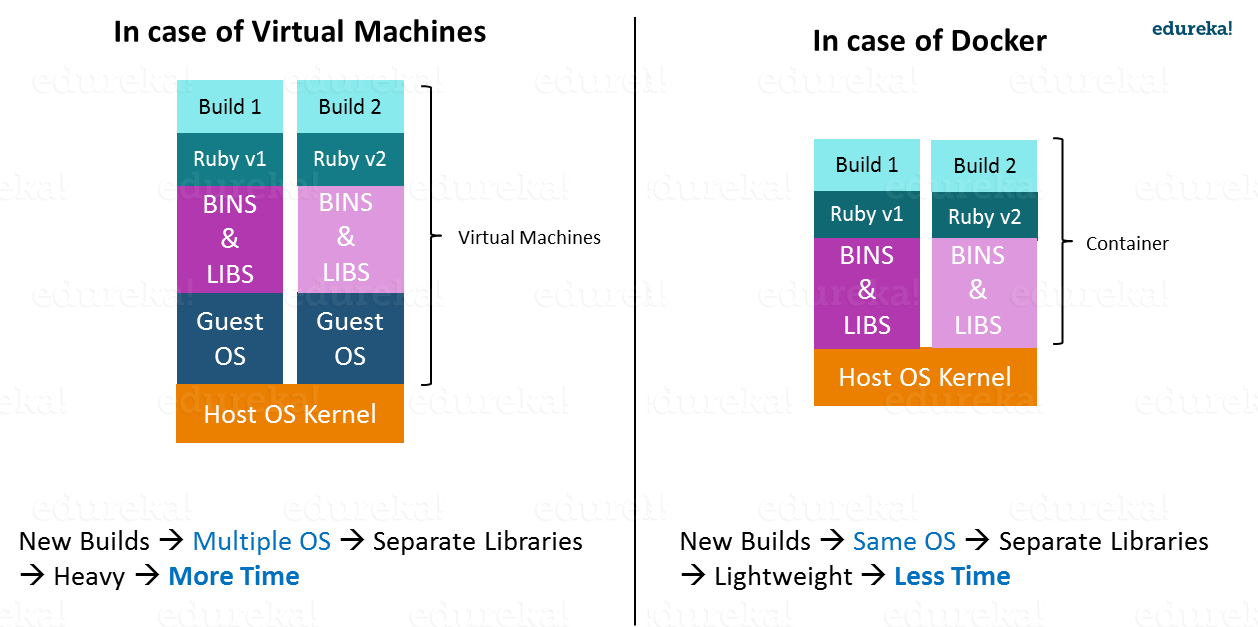 In case of Virtual Machines
Build 1
Build 2
Ruby v1
Ruby v2
BINS
&
LIBS
BINS
&
LIBS
Guest
OS
Guest
OS
Host OS Kernel
Virtual Machines
New Builds → Multiple OS → Separate Libraries
→ Heavy → More Time
edureka!
In case of Docker
Build 1
Build 2
Ruby v1
Ruby v2
BINS
&
LIBS
BINS
&
LIBS
Host OS Kernel
Container
New Builds → Same OS → Separate Libraries
→ Lightweight → Less Time